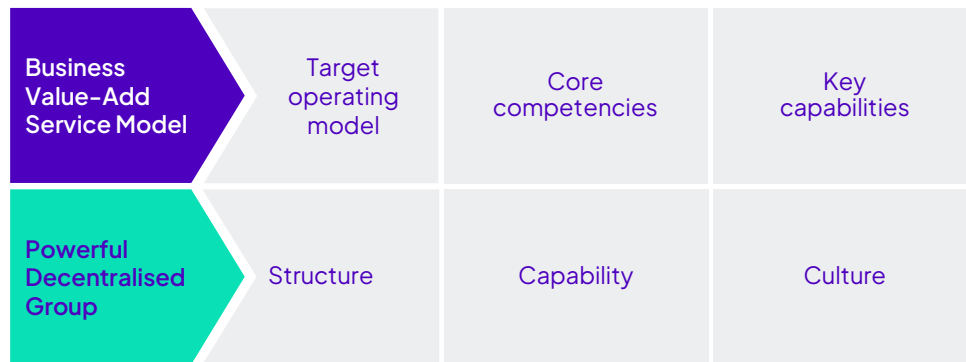 Business
Value-Add
Service Model
Target
operating
model
Core
competencies
Key
capabilities
Powerful
Decentralised
Group
Structure
Capability
Culture